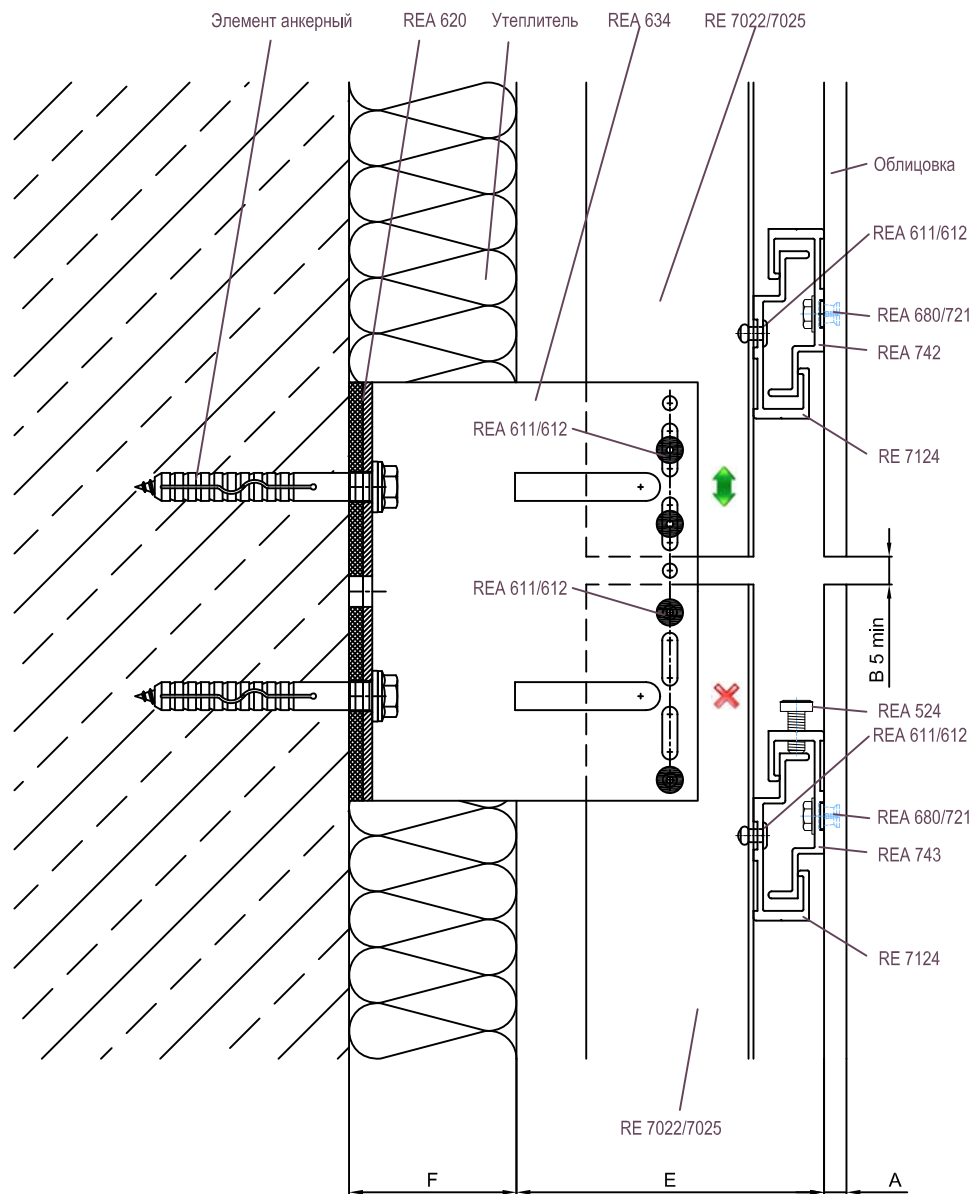 Элемент анкерный
REA 620
Утеплитель
REA 634
RE 7022/7025
Облицовка
REA 611/612
REA 680/721
REA 742
REA 611/612
RE 7124
REA 611/612
B 5 min
REA 524
REA 611/612
REA 680/721
REA 743
RE 7124
RE 7022/7025
F
E
A